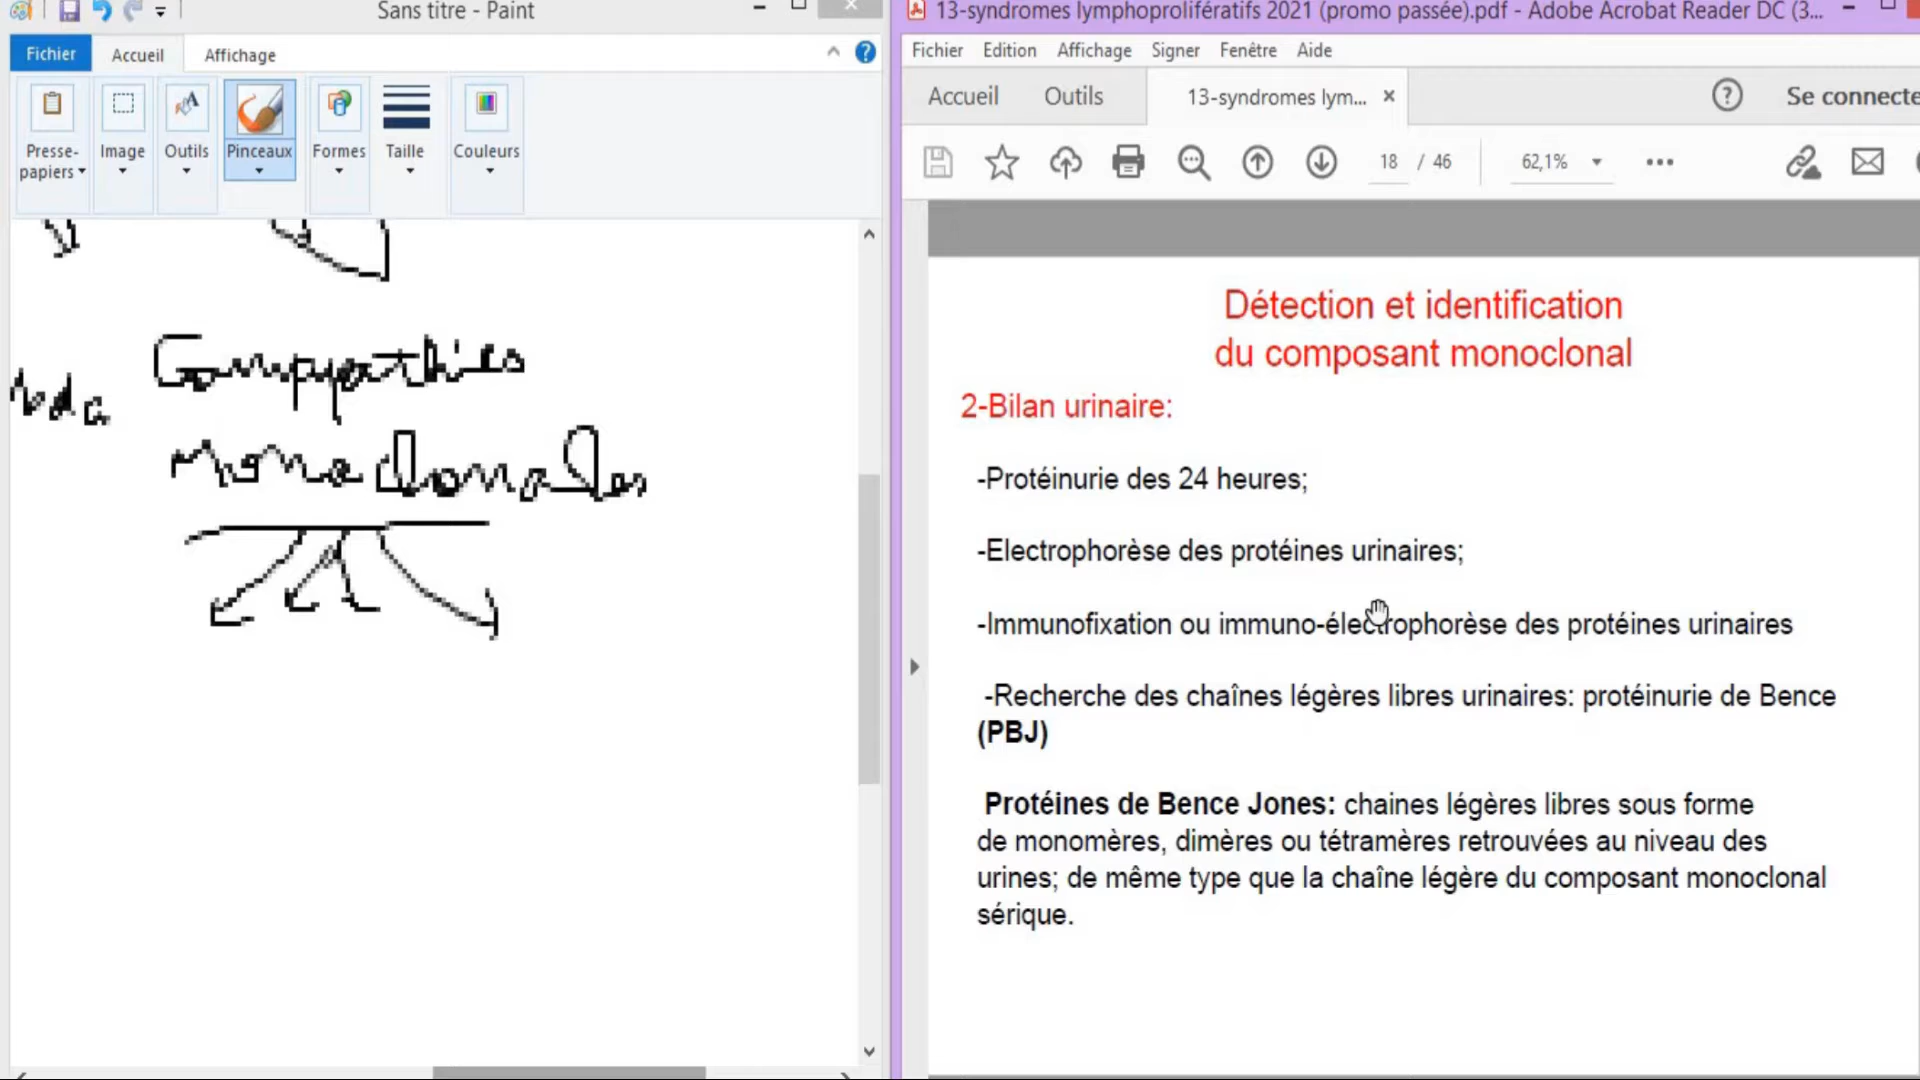 Sans titre - Paint
Fichier
Accueil
Affichage
Presse-
papiers
Image
Outils
Pinceaux
Formes
Taille
Couleurs
Gammpathies
Monoclonales
13-syndromes lymphoprolifératifs 2021 (promo passée).pdf - Adobe Acrobat Reader DC (3...
Fichier Edition Affichage Signer Fenêtre Aide
Accueil Outils 13-syndromes lym... Se connecte
18 / 46 62,1%
Détection et identification
du composant monoclonal
2-Bilan urinaire:
-Protéinurie des 24 heures;
-Electrophorèse des protéines urinaires;
-Immunofixation ou immuno-électrophorèse des protéines urinaires
-Recherche des chaînes légères libres urinaires: protéinurie de Bence
(PBJ)
Protéines de Bence Jones: chaines légères libres sous forme
de monomères, dimères ou tétramères retrouvées au niveau des
urines; de même type que la chaîne légère du composant monoclonal
sérique.